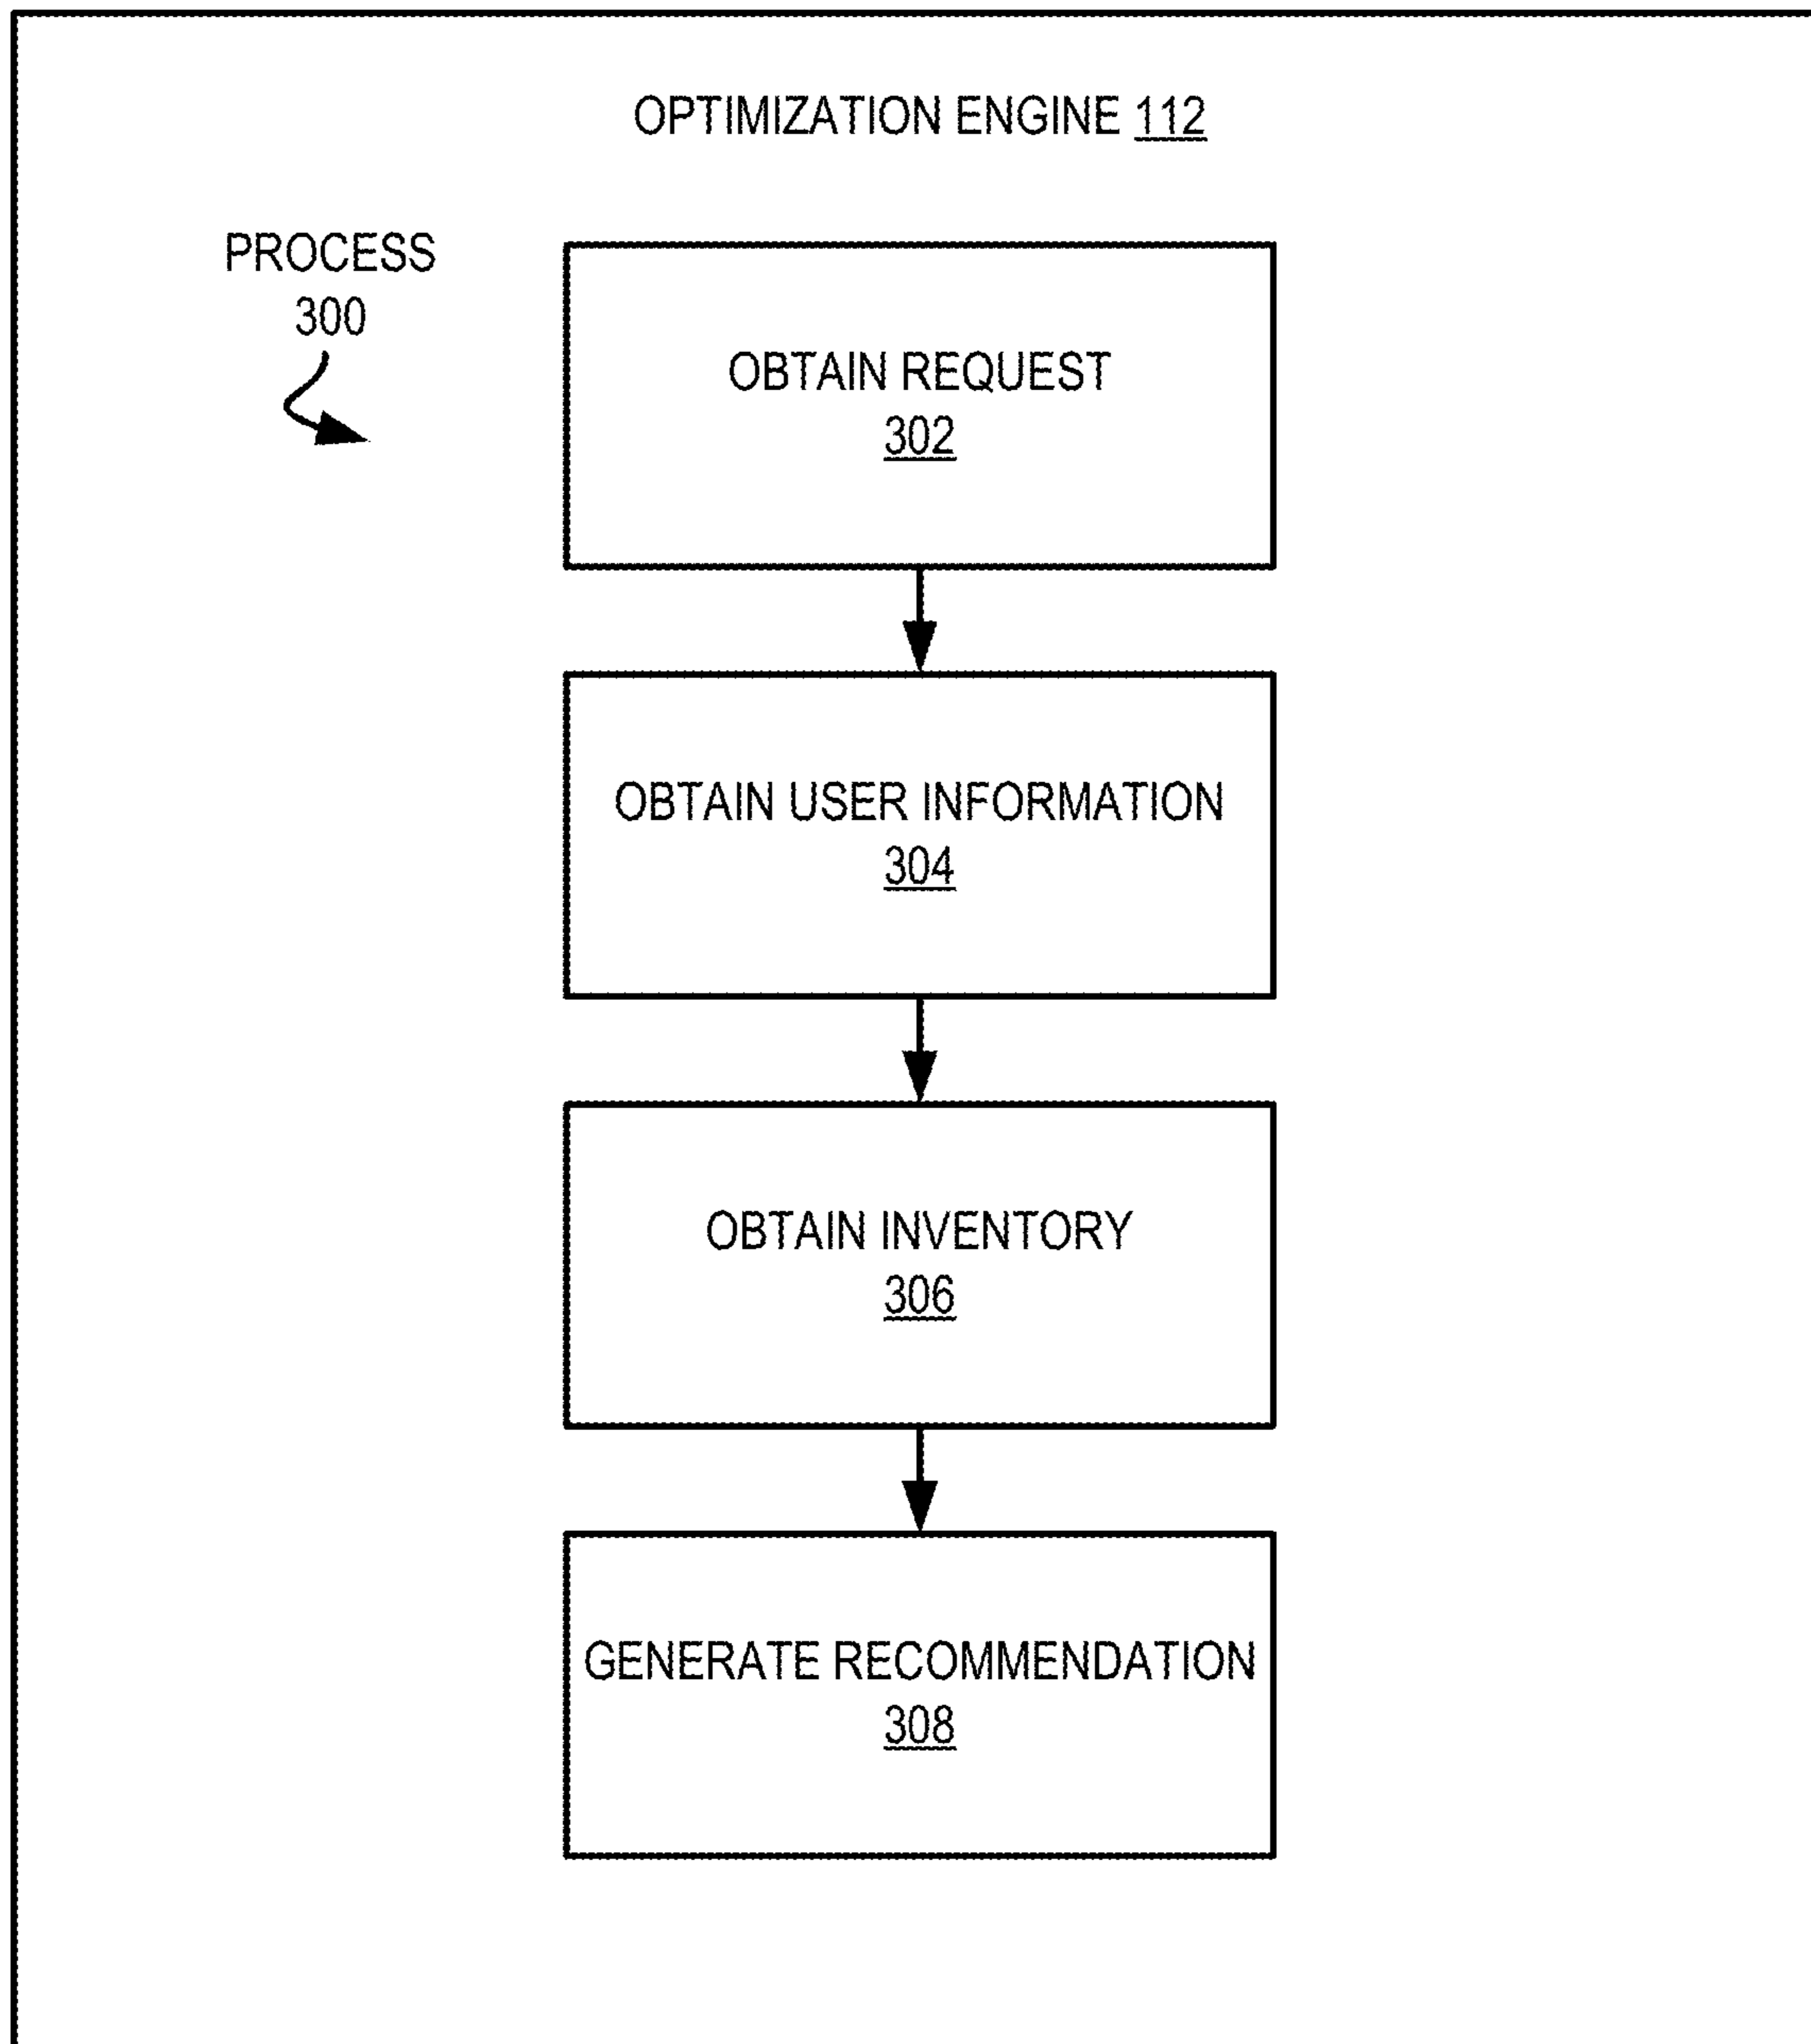 OPTIMIZATION ENGINE 112
PROCESS
300
OBTAIN REQUEST
302
OBTAIN USER INFORMATION
304
OBTAIN INVENTORY
306
GENERATE RECOMMENDATION
308